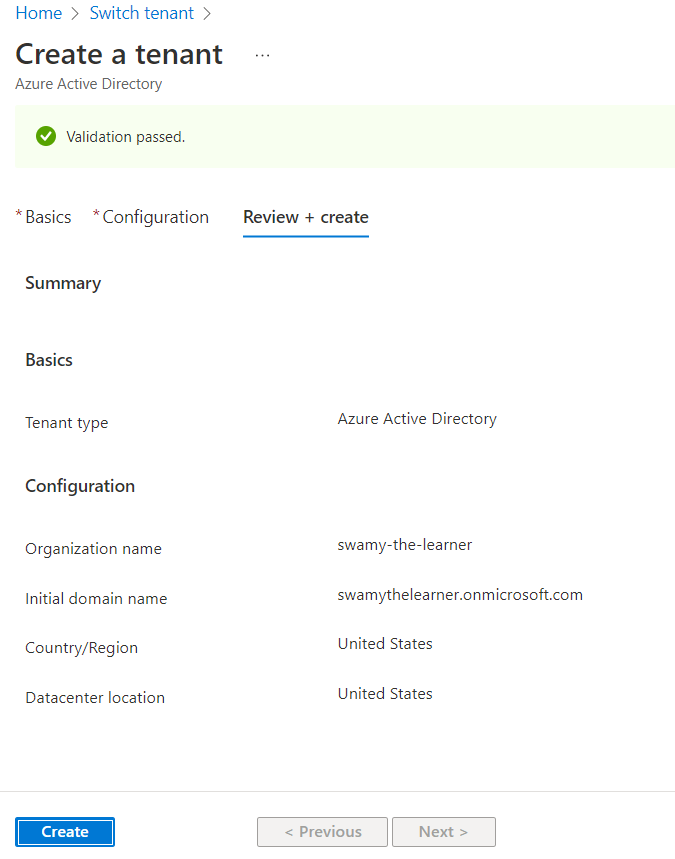 Home > Switch tenant >
Create a tenant ...
Azure Active Directory
Validation passed.
* Basics * Configuration Review + create
Summary
Basics
Tenant type Azure Active Directory
Configuration
Organization name swamy-the-learner
Initial domain name swamythelearner.onmicrosoft.com
Country/Region United States
Datacenter location United States
Create < Previous Next >